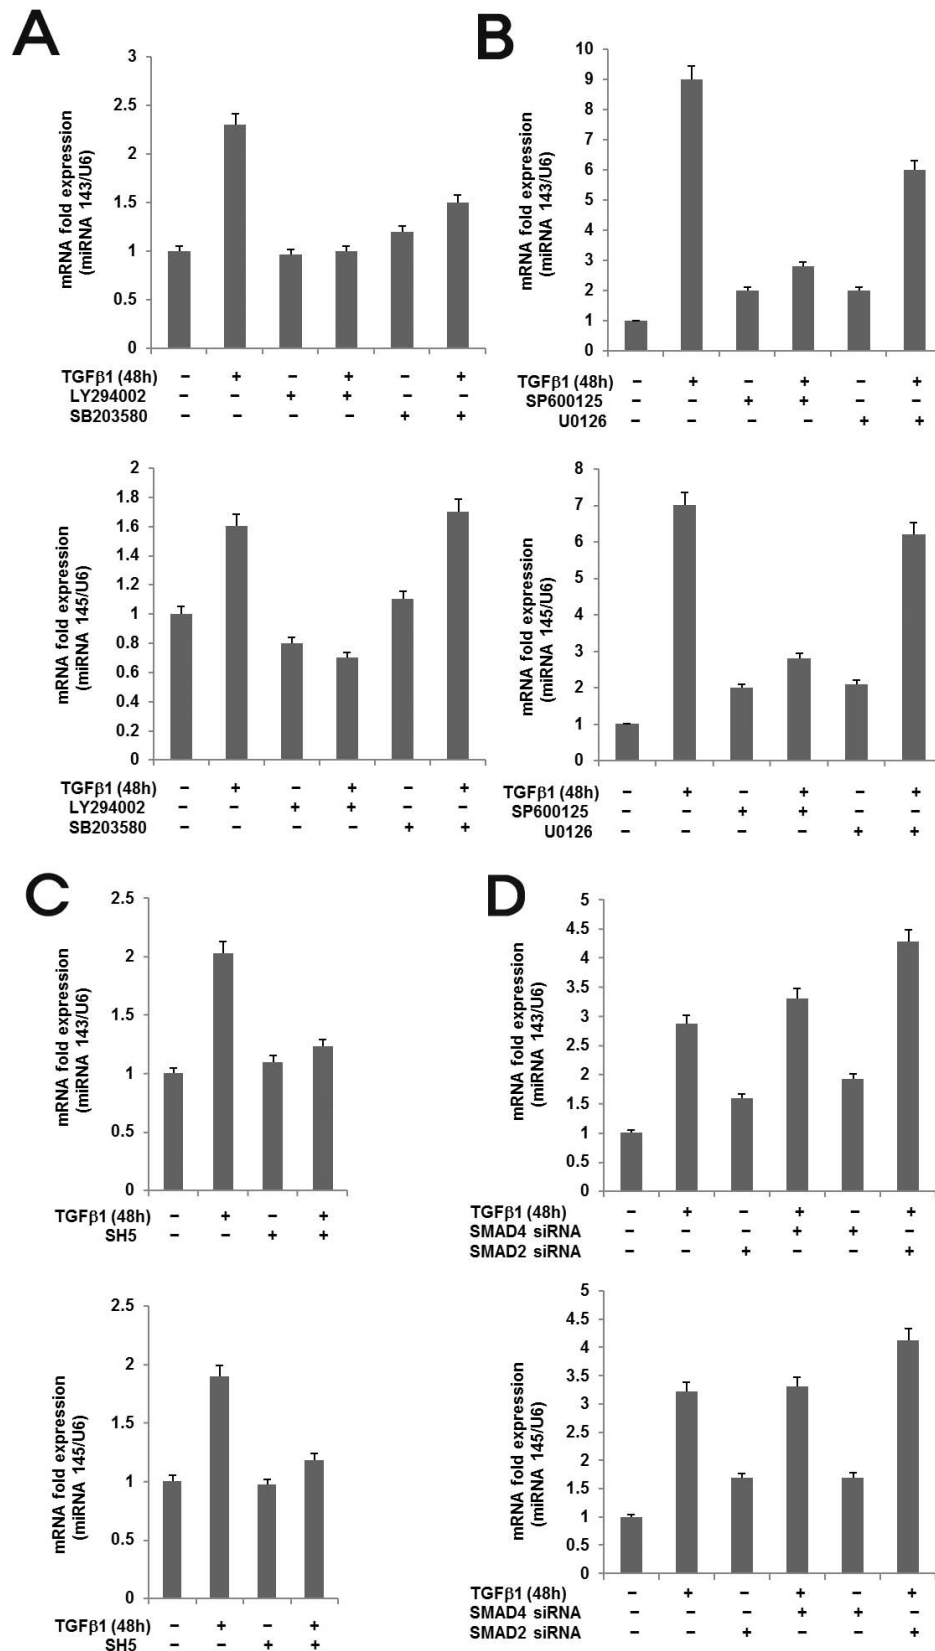 A
mRNA fold expression
(miRNA 143/U6)
3
2.5
2
1.5
1
0.5
0
TGFβ1 (48h) – + – + – +
LY294002 – – + + – –
SB203580 – – – – + +
mRNA fold expression
(miRNA 145/U6)
2
1.8
1.6
1.4
1.2
1
0.8
0.6
0.4
0.2
0
TGFβ1 (48h) – + – + – +
LY294002 – – + + – –
SB203580 – – – – + +
B
mRNA fold expression
(miRNA 143/U6)
10
9
8
7
6
5
4
3
2
1
0
TGFβ1 (48h) – + – + – +
SP600125 – – + + – –
U0126 – – – – + +
mRNA fold expression
(miRNA 145/U6)
8
7
6
5
4
3
2
1
0
TGFβ1 (48h) – + – + – +
SP600125 – – + + – –
U0126 – – – – + +
C
mRNA fold expression
(miRNA 143/U6)
2.5
2
1.5
1
0.5
0
TGFβ1 (48h) – + – +
SH5 – – + +
mRNA fold expression
(miRNA 145/U6)
2.5
2
1.5
1
0.5
0
TGFβ1 (48h) – + – +
SH5 – – + +
D
mRNA fold expression
(miRNA 143/U6)
5
4.5
4
3.5
3
2.5
2
1.5
1
0.5
0
TGFβ1 (48h) – + – + – +
SMAD4 siRNA – – – + + –
SMAD2 siRNA – – + – – +
mRNA fold expression
(miRNA 145/U6)
5
4.5
4
3.5
3
2.5
2
1.5
1
0.5
0
TGFβ1 (48h) – + – + – +
SMAD4 siRNA – – – + + –
SMAD2 siRNA – – + – – +